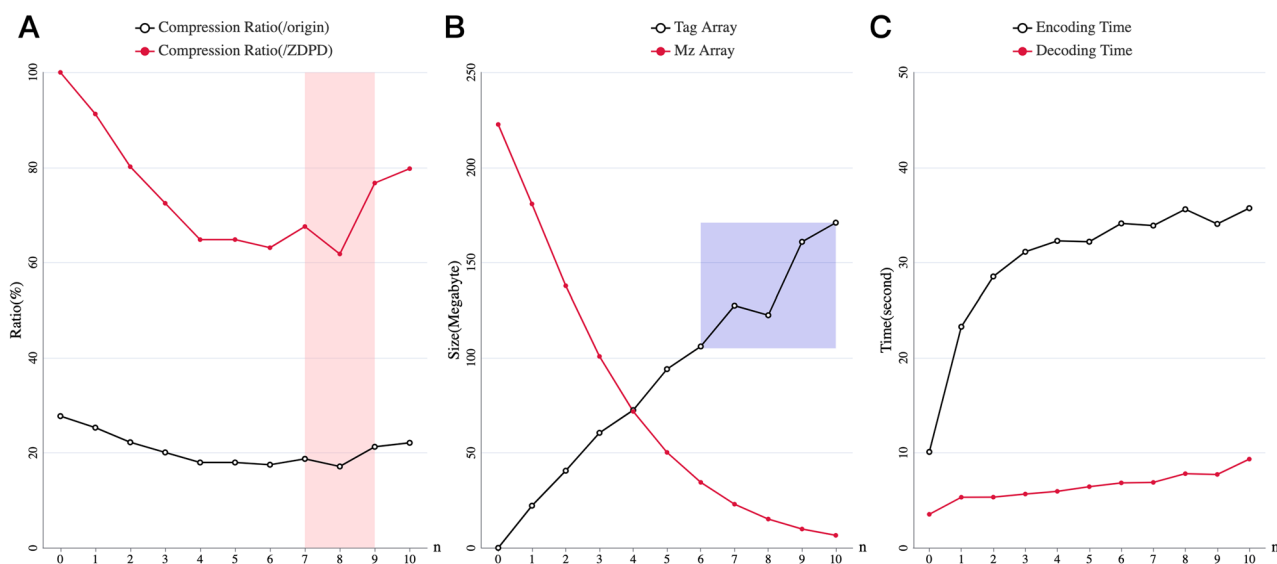 A
Compression Ratio(/origin)
Compression Ratio(/ZDPD)
Ratio(%)
100
80
60
40
20
0
0 1 2 3 4 5 6 7 8 9 10 n
B
Tag Array
Mz Array
Size(Megabyte)
250
200
150
100
50
0
0 1 2 3 4 5 6 7 8 9 10 n
C
Encoding Time
Decoding Time
Time(second)
50
40
30
20
10
0
0 1 2 3 4 5 6 7 8 9 10 n